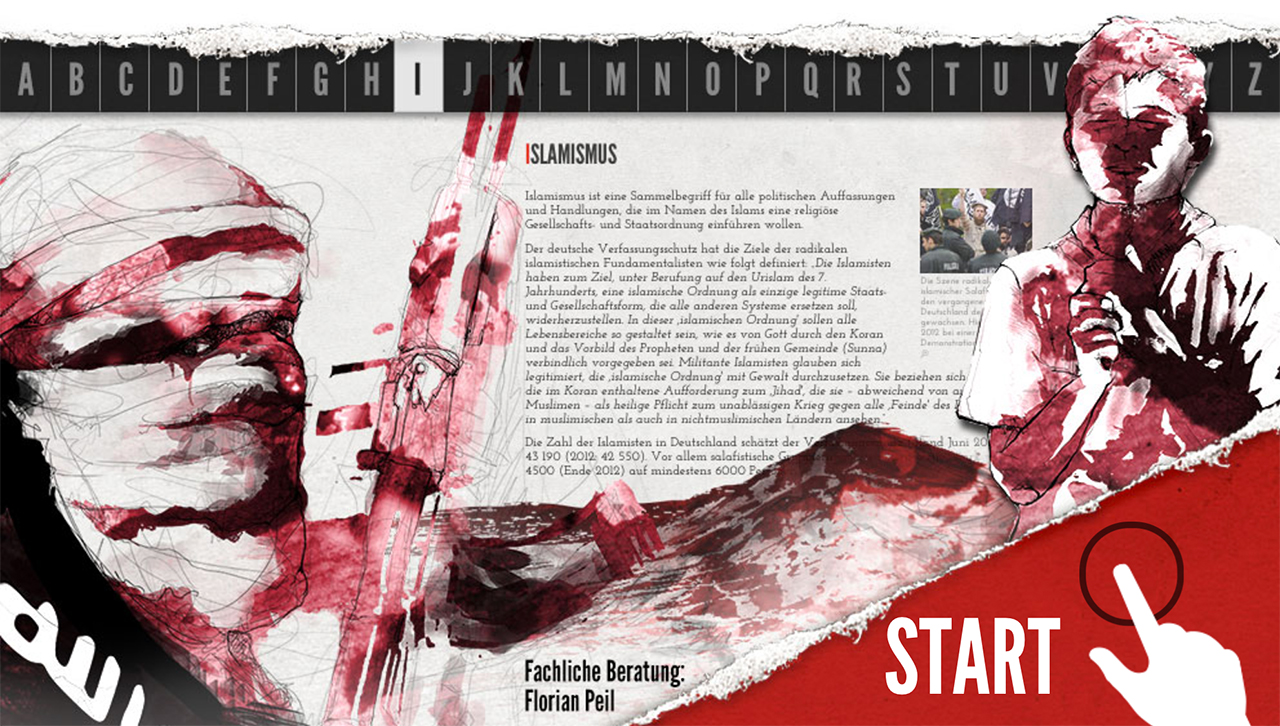 A B C D E F G H I J K L M N O P Q R S T U V Y Z
ISLAMISMUS
Islamismus ist eine Sammelbegriff für alle politischen Auffassungen
und Handlungen, die im Namen des Islams eine religiöse
Gesellschafts- und Staatsordnung einführen wollen.
Der deutsche Verfassungsschutz hat die Ziele der radikalen
islamistischen Fundamentalisten wie folgt definiert: „Die Islamisten
haben zum Ziel, unter Berufung auf den Urislam des 7.
Jahrhunderts, eine islamische Ordnung als einzige legitime Staats-
und Gesellschaftsform, die alle anderen Systeme ersetzen soll,
widerherzustellen. In dieser ‚islamischen Ordnung' sollen alle
Lebensbereiche so gestaltet sein, wie es von Gott durch den Koran
und das Vorbild des Propheten und der frühen Gemeinde (Sunna)
verbindlich vorgegeben sei. Militante Islamisten glauben sich
legitimiert, die ‚islamische Ordnung' mit Gewalt durchzusetzen. Sie beziehen sich
die im Koran enthaltene Aufforderung zum ‚Jihad', die sie – abweichend von
Muslimen – als heilige Pflicht zum unablässigen Krieg gegen alle ‚Feinde' des
in muslimischen als auch in nichtmuslimischen Ländern ansehen."
Die Zahl der Islamisten in Deutschland schätzt der Juni 20
43 190 (2012: 42 550). Vor allem salafistische
4500 (Ende 2012) auf mindestens 6000
POLIZEI
Die Szene radikal
islamischer Salaf
den vergangene
Deutschland de
gewachsen. Hi
2012 bei einer
Demonstration
الله
Fachliche Beratung:
Florian Peil
START